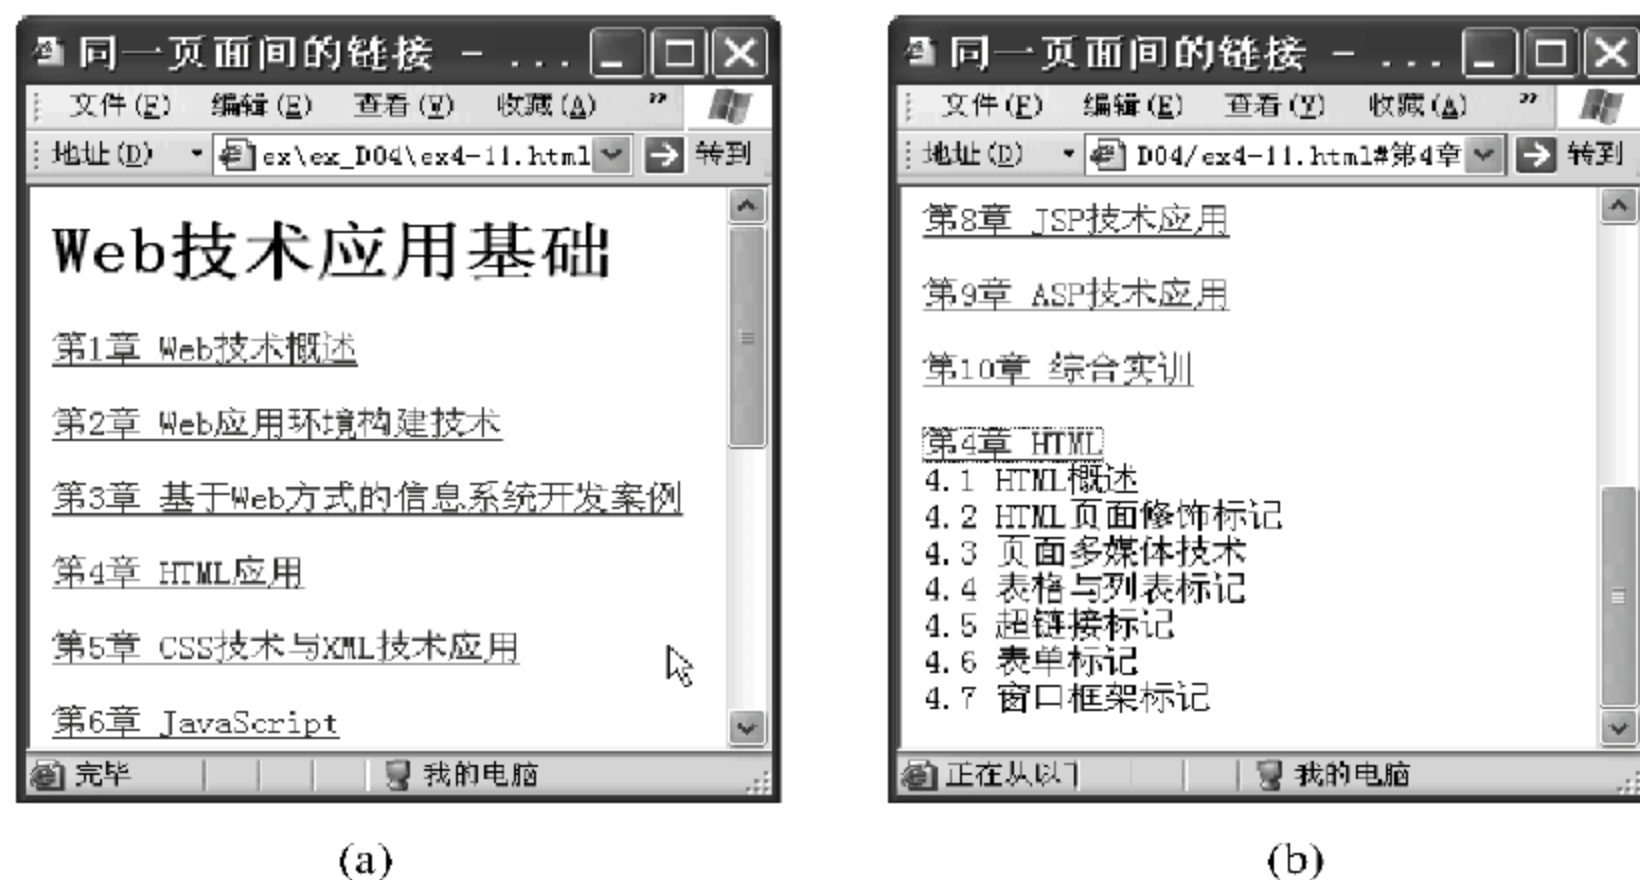 同一页面间的链接 - ...
文件(F) 编辑(E) 查看(V) 收藏(A) »
地址(D) ex\ex_D04\ex4-11.html 转到
Web技术应用基础
第1章 Web技术概述
第2章 Web应用环境构建技术
第3章 基于Web方式的信息系统开发案例
第4章 HTML应用
第5章 CSS技术与XML技术应用
第6章 JavaScript
完毕 我的电脑
(a)
同一页面间的链接 - ...
文件(F) 编辑(E) 查看(V) 收藏(A) »
地址(D) D04/ex4-11.html#第4章 转到
第8章 JSP技术应用
第9章 ASP技术应用
第10章 综合实训
第4章 HTML
4.1 HTML概述
4.2 HTML页面修饰标记
4.3 页面多媒体技术
4.4 表格与列表标记
4.5 超链接标记
4.6 表单标记
4.7 窗口框架标记
正在从以 我的电脑
(b)